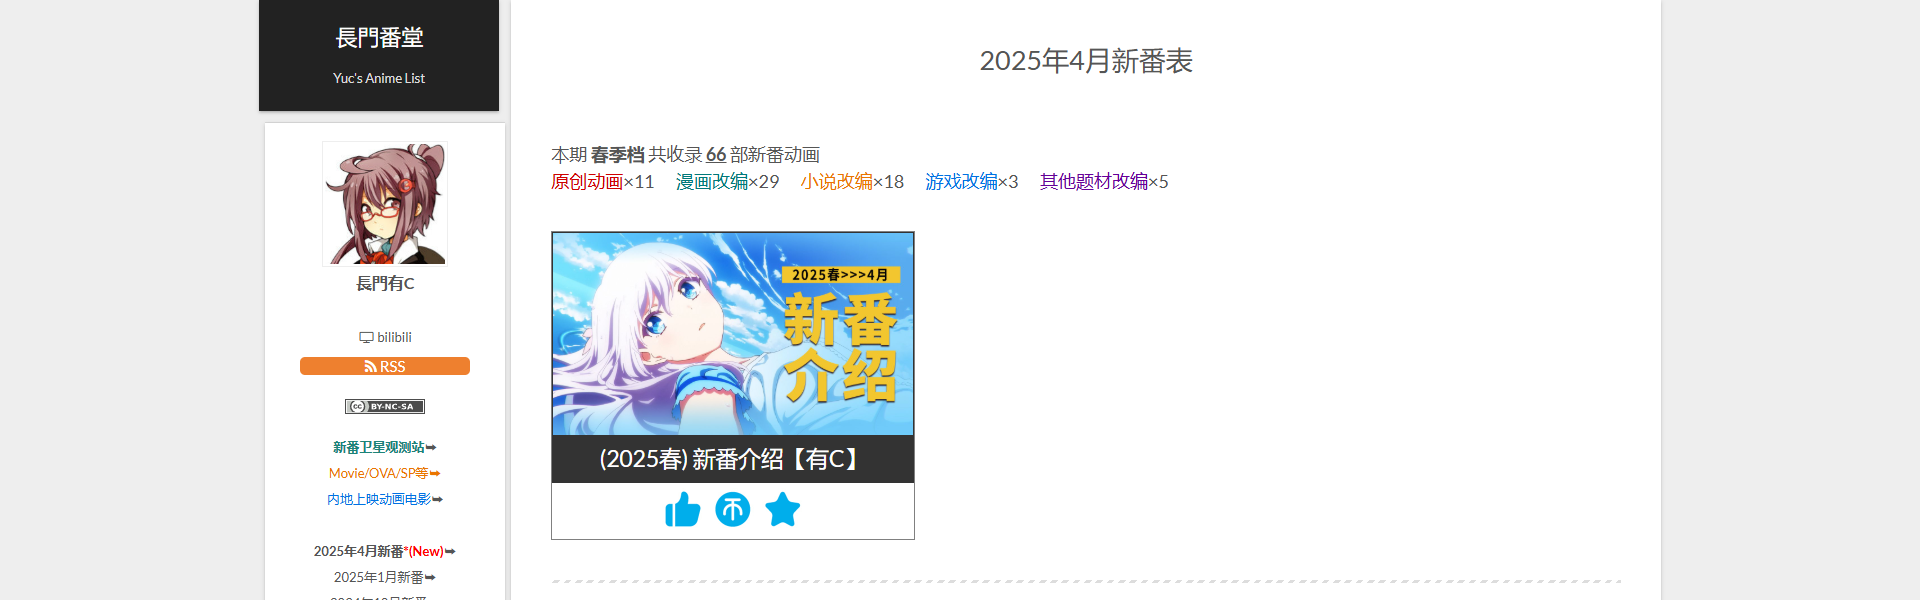 長門番堂
Yuc's Anime List
長門有C
bilibili
RSS
cc BY-NC-SA
新番卫星观测站➥
Movie/OVA/SP等➥
内地上映动画电影➥
2025年4月新番*(New)➥
2025年1月新番➥
2025年4月新番表
本期 春季档 共收录 66 部新番动画
原创动画×11 漫画改编×29 小说改编×18 游戏改编×3 其他题材改编×5
2025春>>>4月
新番
介绍
(2025春) 新番介绍【有C】